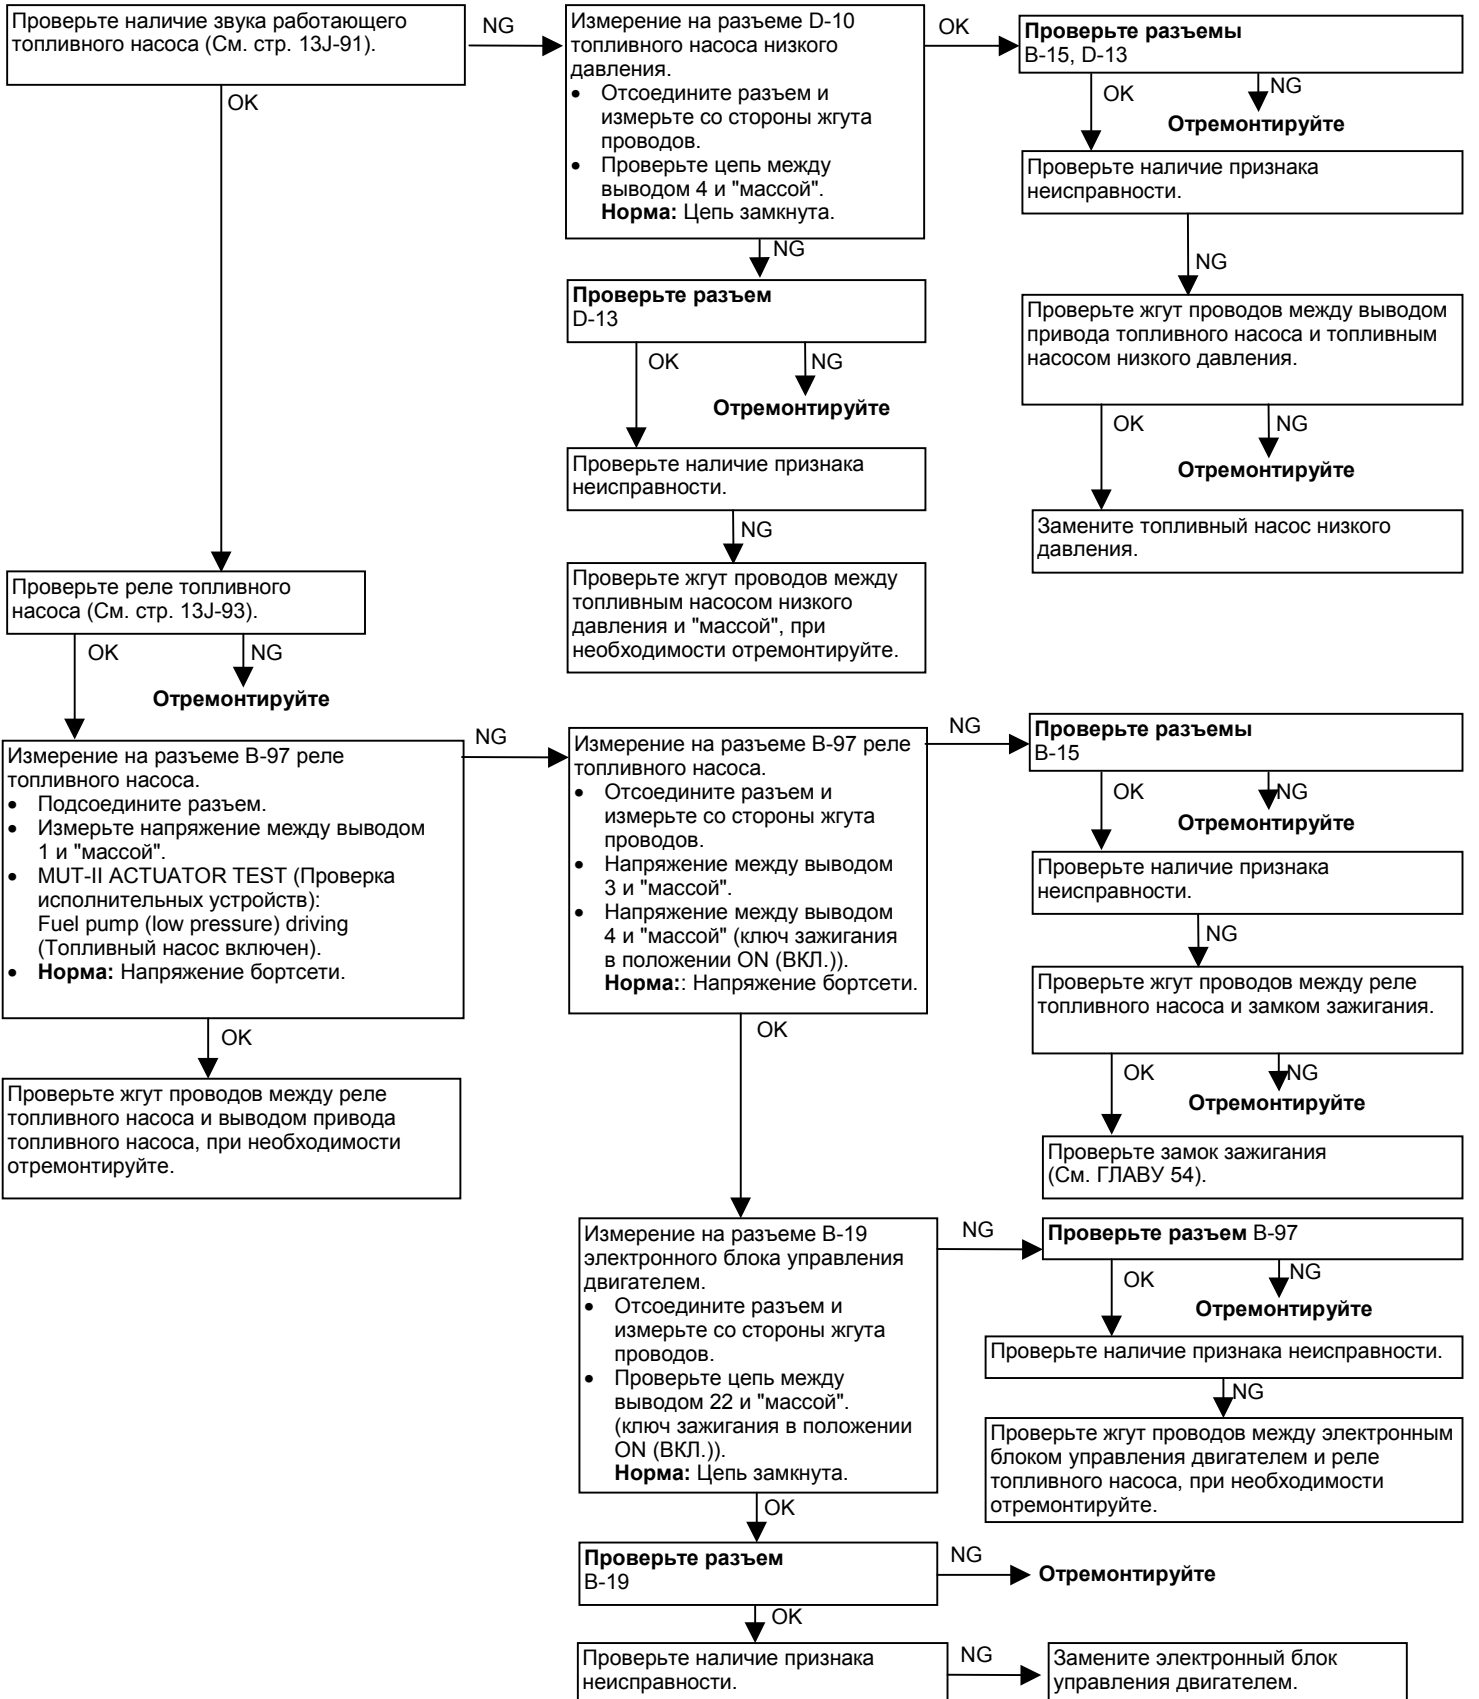 Проверьте наличие звука работающего
топливного насоса (См. стр. 13J-91).
NG
Измерение на разъеме D-10
топливного насоса низкого
давления.
• Отсоедините разъем и
измерьте со стороны жгута
проводов.
• Проверьте цепь между
выводом 4 и "массой".
Норма: Цепь замкнута.
OK
Проверьте разъемы
B-15, D-13
OK
NG
Отремонтируйте
Проверьте наличие признака
неисправности.
NG
Проверьте жгут проводов между выводом
привода топливного насоса и топливным
насосом низкого давления.
OK
NG
Отремонтируйте
Замените топливный насос низкого
давления.
NG
Проверьте разъем
D-13
OK
NG
Отремонтируйте
Проверьте наличие признака
неисправности.
NG
Проверьте жгут проводов между
топливным насосом низкого
давления и "массой", при
необходимости отремонтируйте.
OK
Проверьте реле топливного
насоса (См. стр. 13J-93).
OK
NG
Отремонтируйте
Измерение на разъеме B-97 реле
топливного насоса.
• Подсоедините разъем.
• Измерьте напряжение между выводом
1 и "массой".
• MUT-II ACTUATOR TEST (Проверка
исполнительных устройств):
Fuel pump (low pressure) driving
(Топливный насос включен).
• Норма: Напряжение бортсети.
OK
Проверьте жгут проводов между реле
топливного насоса и выводом привода
топливного насоса, при необходимости
отремонтируйте.
NG
Измерение на разъеме B-97 реле
топливного насоса.
• Отсоедините разъем и
измерьте со стороны жгута
проводов.
• Напряжение между выводом
3 и "массой".
• Напряжение между выводом
4 и "массой" (ключ зажигания
в положении ON (ВКЛ.)).
Норма:: Напряжение бортсети.
NG
Проверьте разъемы
B-15
OK
NG
Отремонтируйте
Проверьте наличие признака
неисправности.
NG
Проверьте жгут проводов между реле
топливного насоса и замком зажигания.
OK
NG
Отремонтируйте
Проверьте замок зажигания
(См. ГЛАВУ 54).
OK
Измерение на разъеме B-19
электронного блока управления
двигателем.
• Отсоедините разъем и
измерьте со стороны жгута
проводов.
• Проверьте цепь между
выводом 22 и "массой".
(ключ зажигания в положении
ON (ВКЛ.)).
Норма: Цепь замкнута.
NG
Проверьте разъем B-97
OK
NG
Отремонтируйте
Проверьте наличие признака неисправности.
NG
Проверьте жгут проводов между электронным
блоком управления двигателем и реле
топливного насоса, при необходимости
отремонтируйте.
OK
Проверьте разъем
B-19
NG
Отремонтируйте
OK
Проверьте наличие признака
неисправности.
NG
Замените электронный блок
управления двигателем.